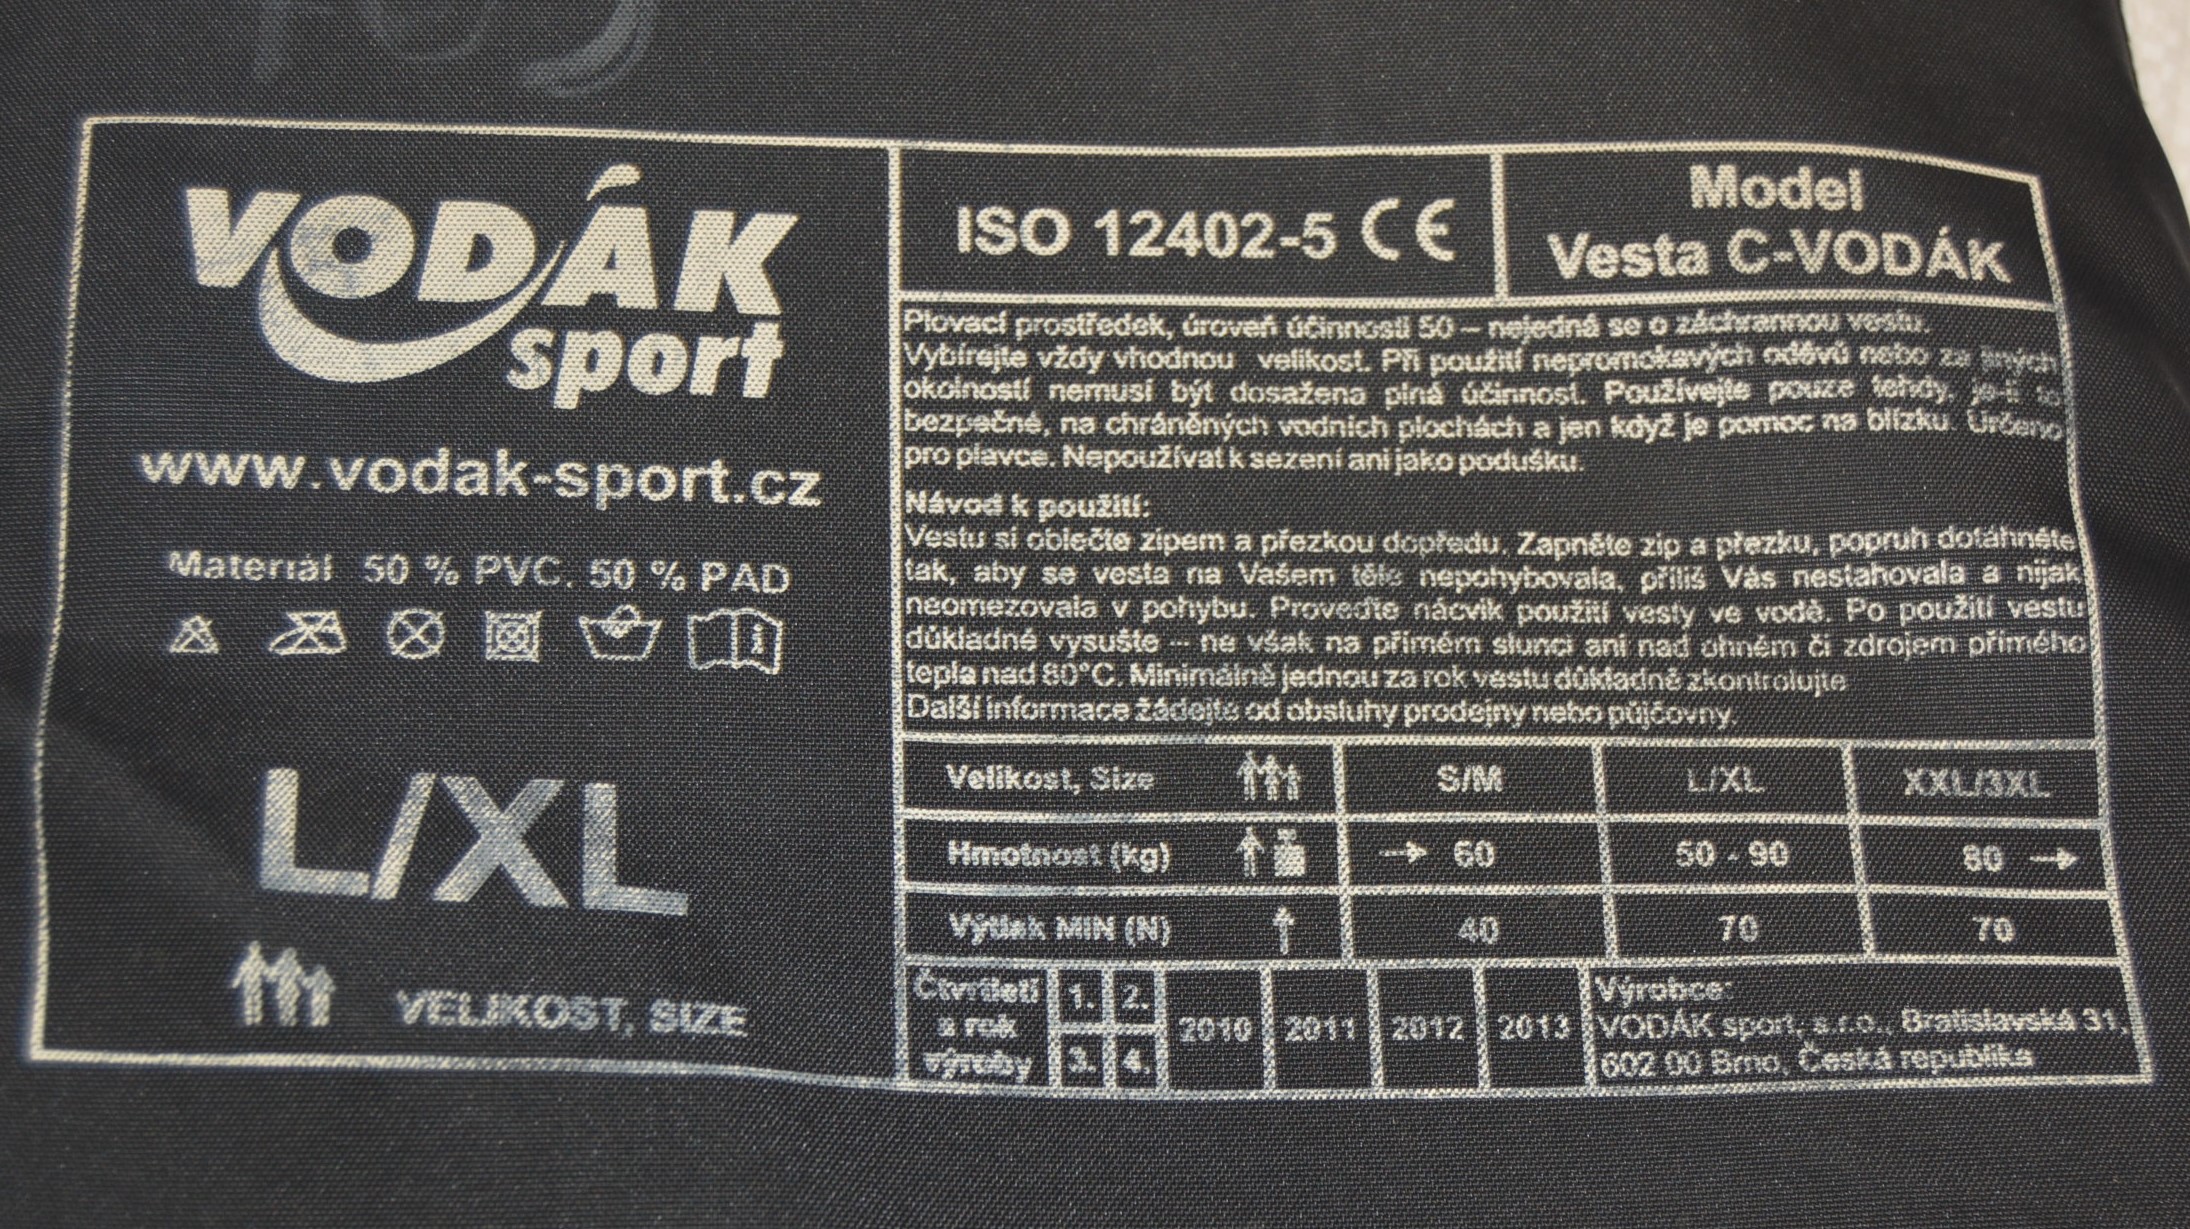 VODÁK
sport
www.vodak-sport.cz
Materiál 50 % PVC, 50 % PAD
L/XL
VELIKOST, SIZE
ISO 12402-5 CE
Model
Vesta C-VODÁK
Plovací prostředek, úroveň účinnosti 50 – nejedná se o záchrannou vestu.
Vybírejte vždy vhodnou velikost. Při použití nepromokavých oděvů nebo za jiných
okolností nemusí být dosažena plná účinnost. Používejte pouze tehdy, je-li to
bezpečné, na chráněných vodních plochách a jen když je pomoc na blízku. Určeno
pro plavce. Nepoužívat k sezení ani jako podušku.
Návod k použití:
Vestu si oblečte zipem a přezkou dopředu. Zapněte zip a přezku, popruh dotáhněte
tak, aby se vesta na Vašem těle nepohybovala, příliš Vás nestahovala a nijak
neomezovala v pohybu. Proveďte nácvik použití vesty ve vodě. Po použití vestu
důkladně vysušte – ne však na přímém slunci ani nad ohněm či zdrojem přímého
tepla nad 60°C. Minimálně jednou za rok vestu důkladně zkontrolujte
Další informace žádejte od obsluhy prodejny nebo půjčovny.
Velikost, Size S/M L/XL XXL/3XL
Hmotnost (kg) → 60 50 - 90 80 →
Výtlak MIN (N) ↑ 40 70 70
Čtvrtletí
a rok
výroby
1. 2.
3. 4.
2010 2011 2012 2013
Výrobce:
VODÁK sport, s.r.o., Bratislavská 31,
602 00 Brno, Česká republika